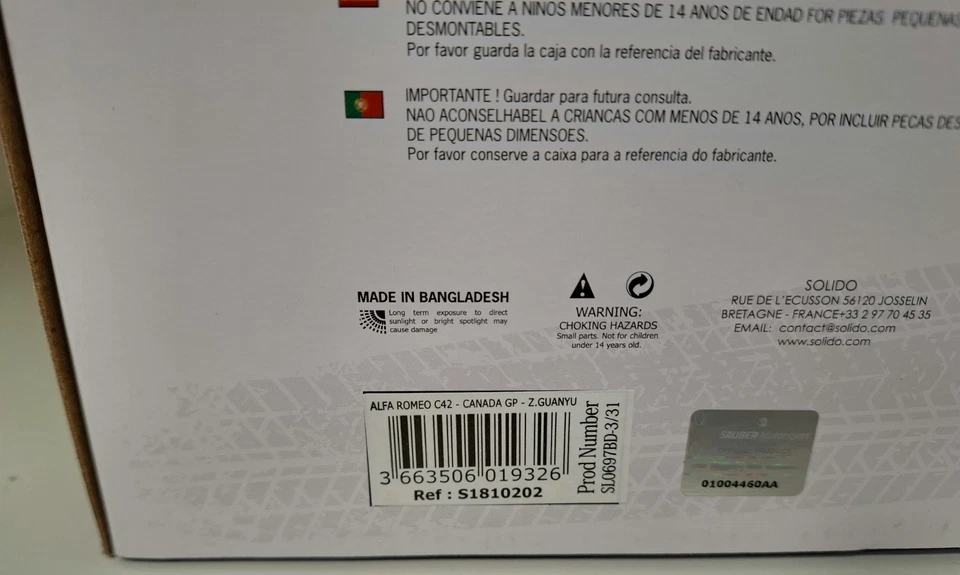 NO CONVIENE A NINOS MENORES DE 14 ANOS DE ENDAD FOR PIEZAS PEQUENAS
DESMONTABLES.
Por favor guarda la caja con la referencia del fabricante.
IMPORTANTE ! Guardar para futura consulta.
NAO ACONSELHABEL A CRIANCAS COM MENOS DE 14 ANOS, POR INCLUIR PECAS DES
DE PEQUENAS DIMENSOES.
Por favor conserve a caixa para a referencia do fabricante.
MADE IN BANGLADESH
Long term exposure to direct
sunlight or bright spotlight may
cause damage
WARNING:
CHOKING HAZARDS
Small parts. Not for children
under 14 years old.
SOLIDO
RUE DE L'ECUSSON 56120 JOSSELIN
BRETAGNE - FRANCE+33 2 97 70 45 35
EMAIL: contact@solido.com
www.solido.com
ALFA ROMEO C42 - CANADA GP - Z.GUANYU
3 663506 019326
Ref : S1810202
Prod Number
SL0697BD-3/31
SAUBER
01004460AA